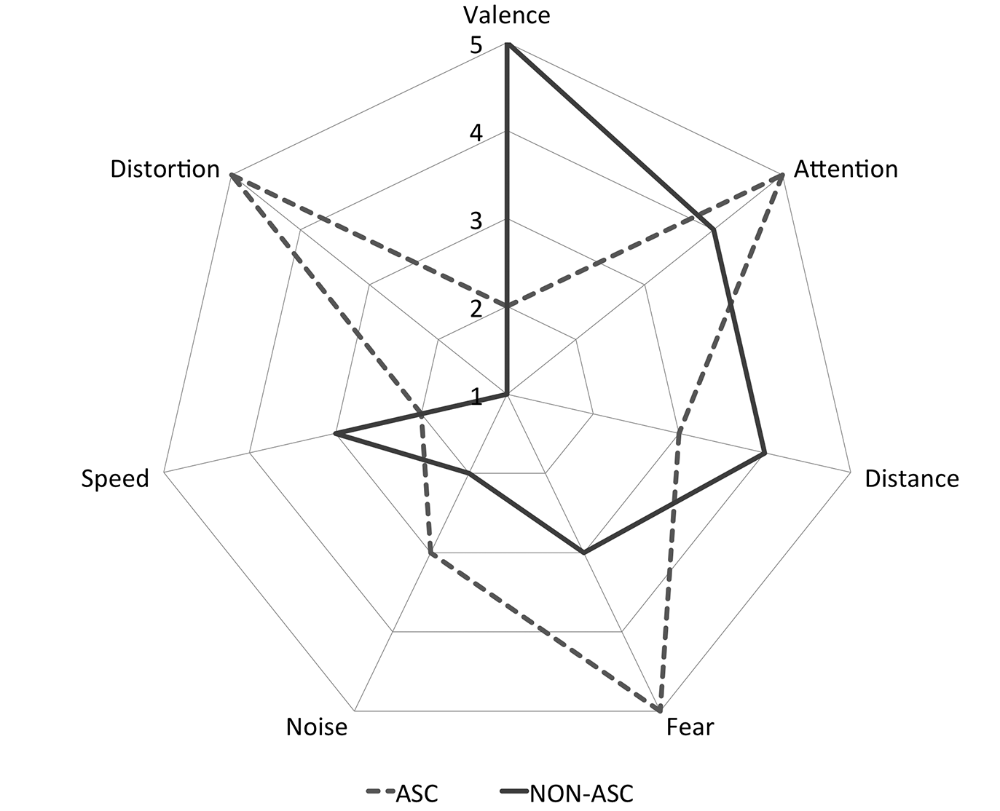 Valence
5
4
Distortion
Attention
3
2
1
Speed
Distance
Noise
Fear
ASC
NON-ASC